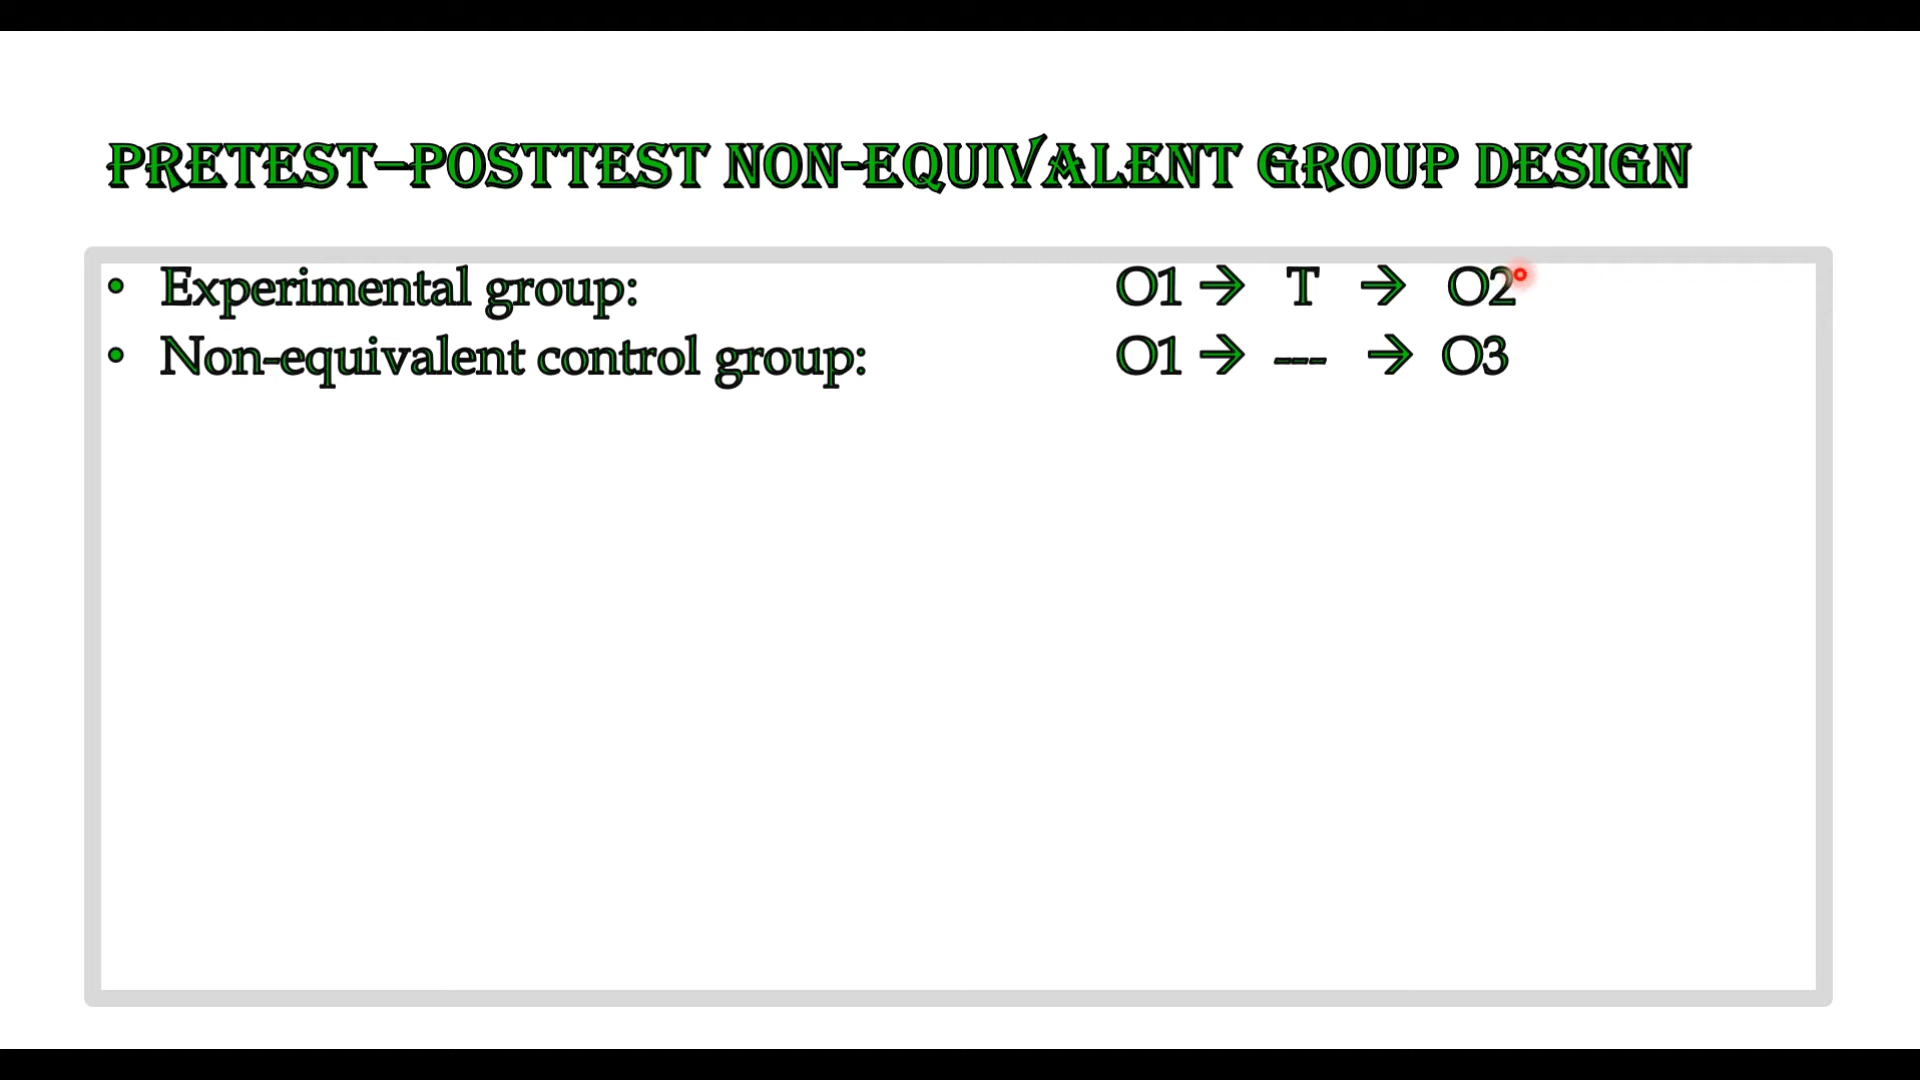 PRETEST–POSTTEST NON-EQUIVALENT GROUP DESIGN
• Experimental group: O1 → T → O2
• Non-equivalent control group: O1 → --- → O3